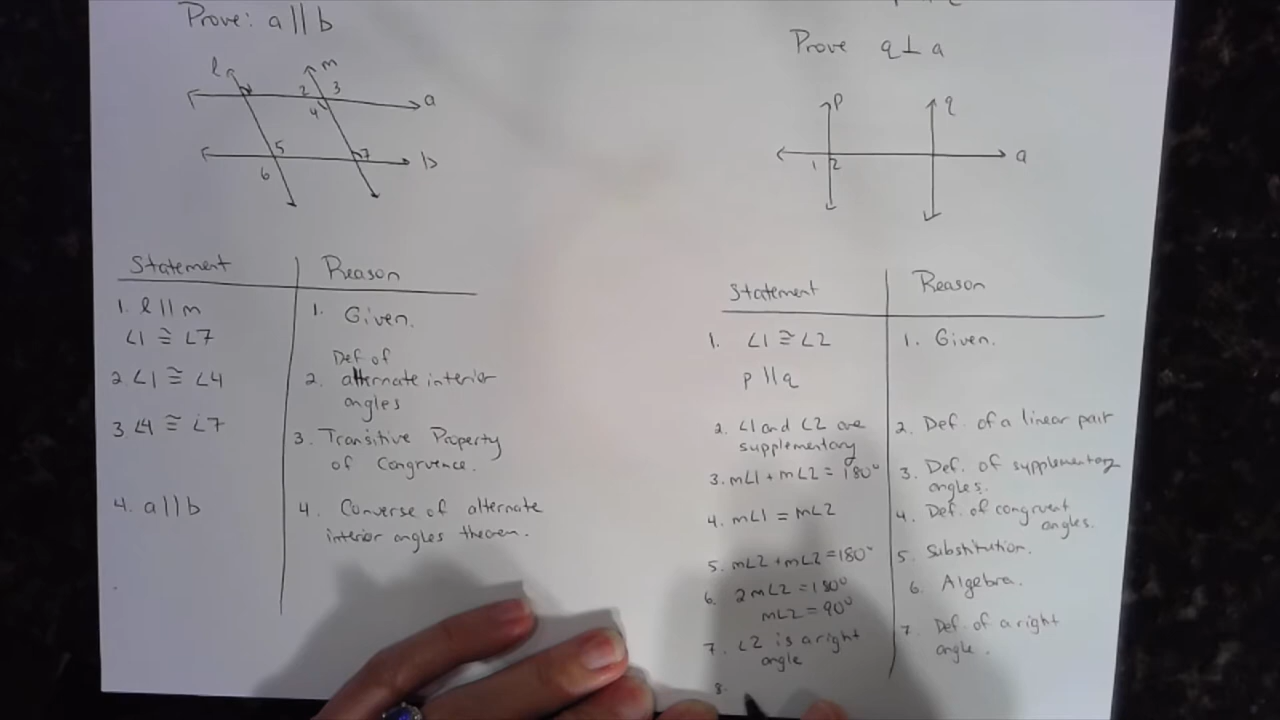 Prove: a || b
l
m
2
3
a
4
5
7
b
6
Statement
Reason
1. l || m
1. Given.
∠1 ≅ ∠7
Def of
2. ∠1 ≅ ∠4
2. alternate interior
angles
3. ∠4 ≅ ∠7
3. Transitive Property
of Congruence.
4. a || b
4. Converse of alternate
interior angles theorem.
Prove q ⊥ a
p
q
a
1
2
Statement
Reason
1. ∠1 ≅ ∠2
1. Given.
p || q
2. ∠1 and ∠2 are
supplementary
2. Def. of a linear pair
3. m∠1 + m∠2 = 180°
3. Def. of supplementary
angles.
4. m∠1 = m∠2
4. Def. of congruent
angles.
5. m∠2 + m∠2 = 180°
5. Substitution.
6. 2m∠2 = 180°
m∠2 = 90°
6. Algebra.
7. ∠2 is a right
angle
7. Def. of a right
angle.
8.